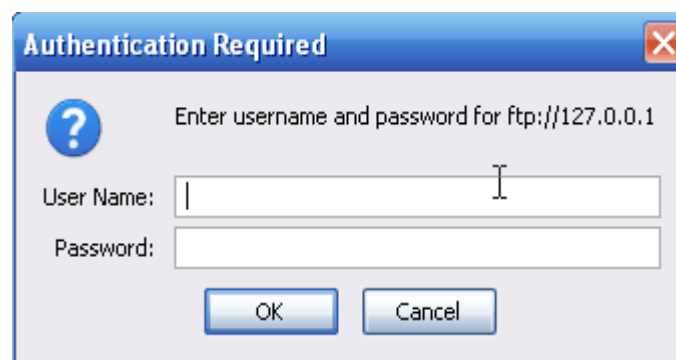 Authentication Required
Enter username and password for ftp://127.0.0.1
User Name:
Password:
OK
Cancel